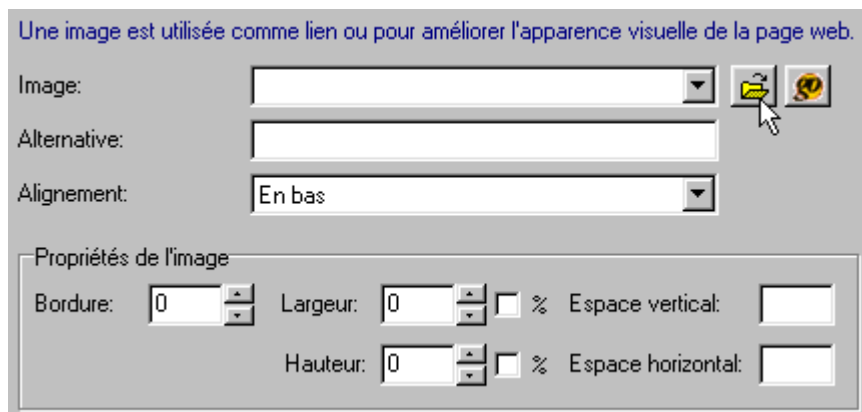 Une image est utilisée comme lien ou pour améliorer l'apparence visuelle de la page web.
Image:
go
Alternative:
Alignement: En bas
Propriétés de l'image
Bordure: 0 Largeur: 0 % Espace vertical:
Hauteur: 0 % Espace horizontal: